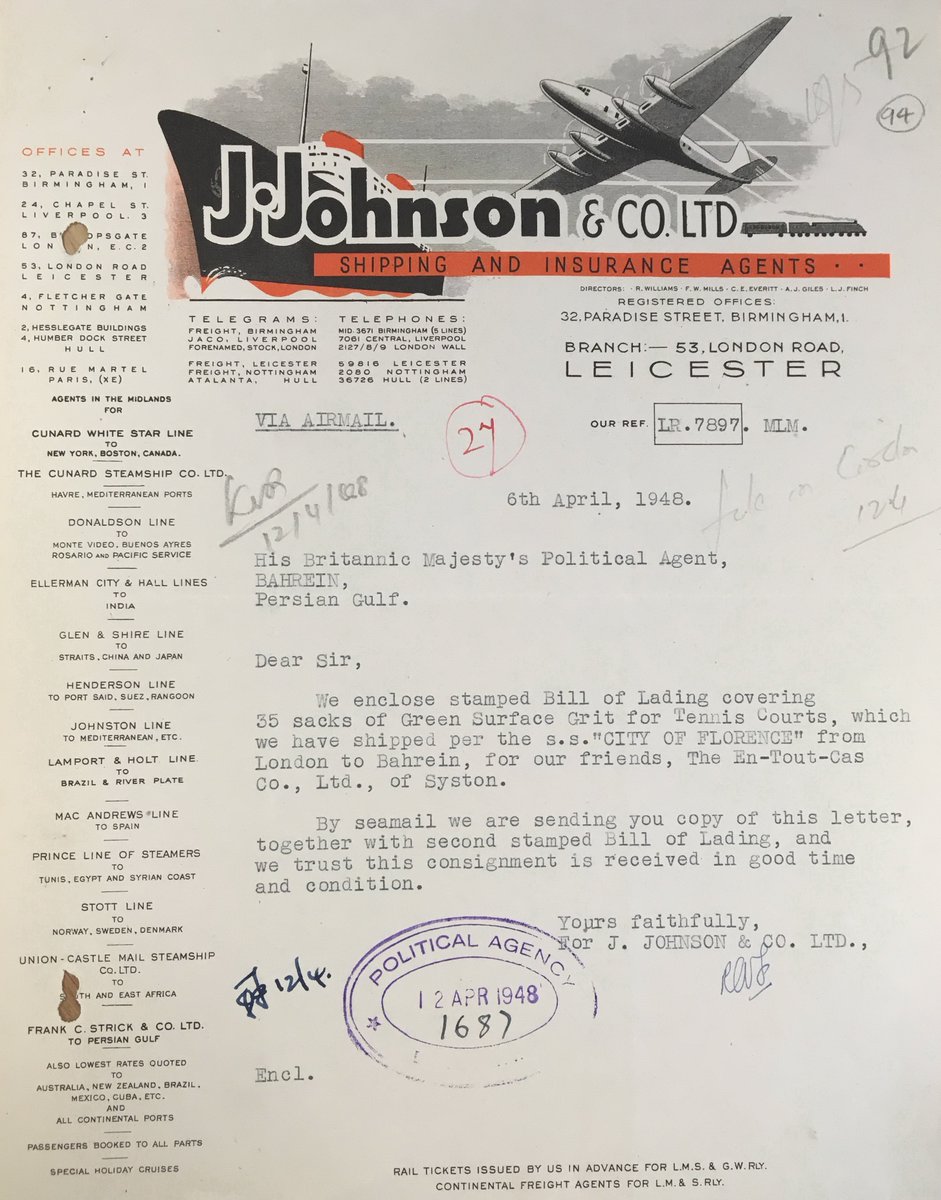 92
94
J. Johnson & CO. LTD
SHIPPING AND INSURANCE AGENTS . .
DIRECTORS: · R. WILLIAMS · F. W. MILLS · C. E. EVERITT · A. J. GILES · L. J. FINCH
REGISTERED OFFICES:
32, PARADISE STREET, BIRMINGHAM, 1.
BRANCH:— 53, LONDON ROAD,
LEICESTER
TELEGRAMS:
FREIGHT, BIRMINGHAM
JACO, LIVERPOOL
FORENAMED, STOCK, LONDON
FREIGHT, LEICESTER
FREIGHT, NOTTINGHAM
ATALANTA, HULL
TELEPHONES:
MID. 3671 BIRMINGHAM (5 LINES)
7061 CENTRAL, LIVERPOOL
2127/8/9 LONDON WALL
59816 LEICESTER
2080 NOTTINGHAM
36726 HULL (2 LINES)
OFFICES AT
32, PARADISE ST.
BIRMINGHAM, 1
24, CHAPEL ST.
LIVERPOOL. 3
87,
E.C. 2
53, LONDON ROAD
LEICESTER
4, FLETCHER GATE
NOTTINGHAM
2, HESSLEGATE BUILDINGS
4, HUMBER DOCK STREET
HULL
16, RUE MARTEL
PARIS, (XE)
AGENTS IN THE MIDLANDS
FOR
CUNARD WHITE STAR LINE
TO
NEW YORK, BOSTON, CANADA.
THE CUNARD STEAMSHIP CO. LTD.
HAVRE, MEDITERRANEAN PORTS
DONALDSON LINE
TO
MONTE VIDEO, BUENOS AYRES
ROSARIO AND PACIFIC SERVICE
ELLERMAN CITY & HALL LINES
TO
INDIA
GLEN & SHIRE LINE
TO
STRAITS, CHINA AND JAPAN
HENDERSON LINE
TO PORT SAID, SUEZ, RANGOON
JOHNSTON LINE
TO MEDITERRANEAN, ETC.
LAMPORT & HOLT LINE
TO
BRAZIL & RIVER PLATE
MAC ANDREWS LINE
TO SPAIN
PRINCE LINE OF STEAMERS
TO
TUNIS, EGYPT AND SYRIAN COAST
STOTT LINE
TO
NORWAY, SWEDEN, DENMARK
UNION-CASTLE MAIL STEAMSHIP
CO. LTD.
TO
AND EAST AFRICA
FRANK C. STRICK & CO. LTD.
TO PERSIAN GULF
ALSO LOWEST RATES QUOTED
TO
AUSTRALIA, NEW ZEALAND, BRAZIL,
MEXICO, CUBA, ETC.
AND
ALL CONTINENTAL PORTS
PASSENGERS BOOKED TO ALL PARTS
SPECIAL HOLIDAY CRUISES
VIA AIRMAIL.
27
OUR REF. LR.7897. MLM.
6th April, 1948.
12/4
His Britannic Majesty's Political Agent,
BAHREIN,
Persian Gulf.
Dear Sir,
We enclose stamped Bill of Lading covering
35 sacks of Green Surface Grit for Tennis Courts, which
we have shipped per the s.s."CITY OF FLORENCE" from
London to Bahrein, for our friends, The En-Tout-Cas
Co., Ltd., of Syston.
By seamail we are sending you copy of this letter,
together with second stamped Bill of Lading, and
we trust this consignment is received in good time
and condition.
Yours faithfully,
For J. JOHNSON & CO. LTD.,
POLITICAL AGENCY
12 APR 1948
1687
12/4.
Encl.
RAIL TICKETS ISSUED BY US IN ADVANCE FOR L.M.S. & G.W. RLY.
CONTINENTAL FREIGHT AGENTS FOR L.M. & S. RLY.